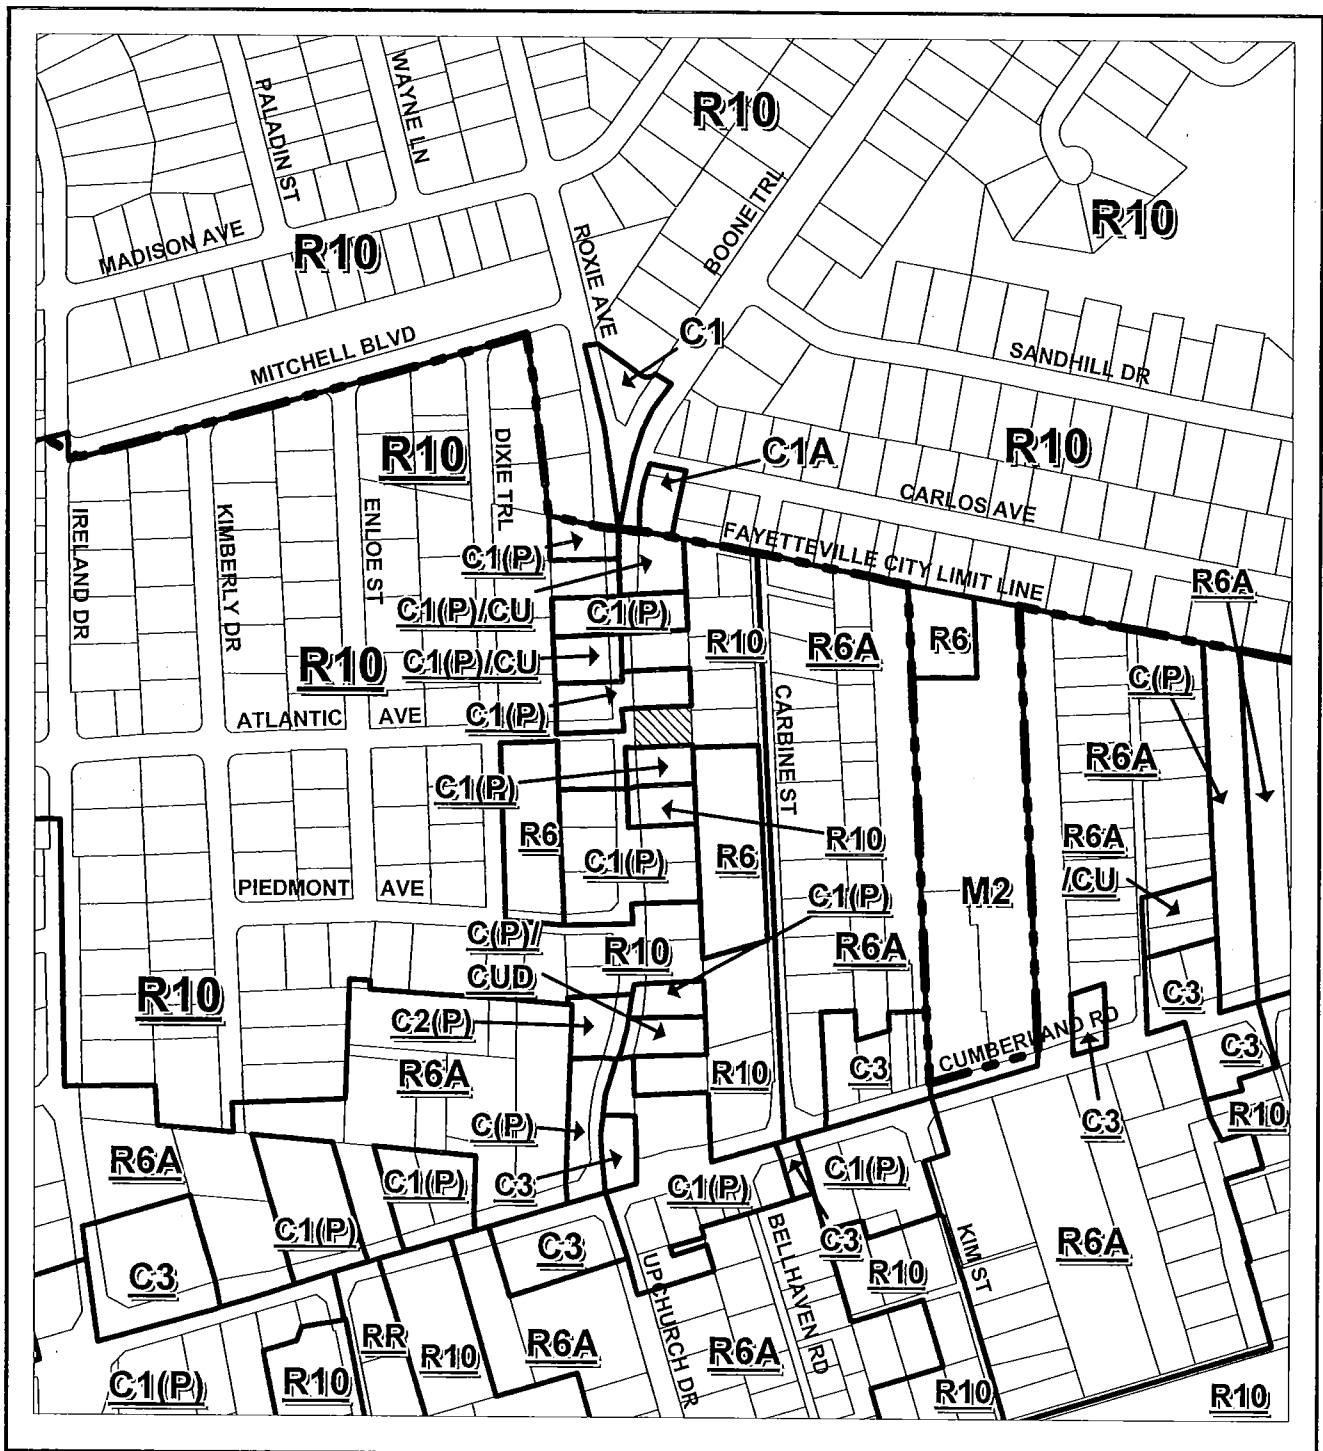 R10
WAYNE LN
PALADIN ST
R10
MADISON AVE
R10
BOONE TRL
ROXIE AVE
C1
MITCHELL BLVD
SANDHILL DR
R10
R10
DIXIE TRL
C1A
CARLOS AVE
IRELAND DR
KIMBERLY DR
ENLOE ST
FAYETTEVILLE CITY LIMIT LINE
C1(P)
R6A
C1(P)/CU
C1(P)
R10
R6A
R6
R10
C1(P)/CU
C(P)
C1(P)
ATLANTIC AVE
CARBINE ST
R6A
C1(P)
R6
R10
R6A
/CU
C1(P)
R6
PIEDMONT AVE
C1(P)
M2
C(P)/
CUD
R10
R6A
R10
C3
C2(P)
CUMBERLAND RD
C3
R6A
R10
C3
C(P)
C3
R10
R6A
C1(P)
C3
C1(P)
C1(P)
C1(P)
C3
C3
R10
KIM ST
R6A
C3
UPCHURCH DR
BELLHAVEN RD
RR
R10
R6A
R6A
C1(P)
R10
R10
R10